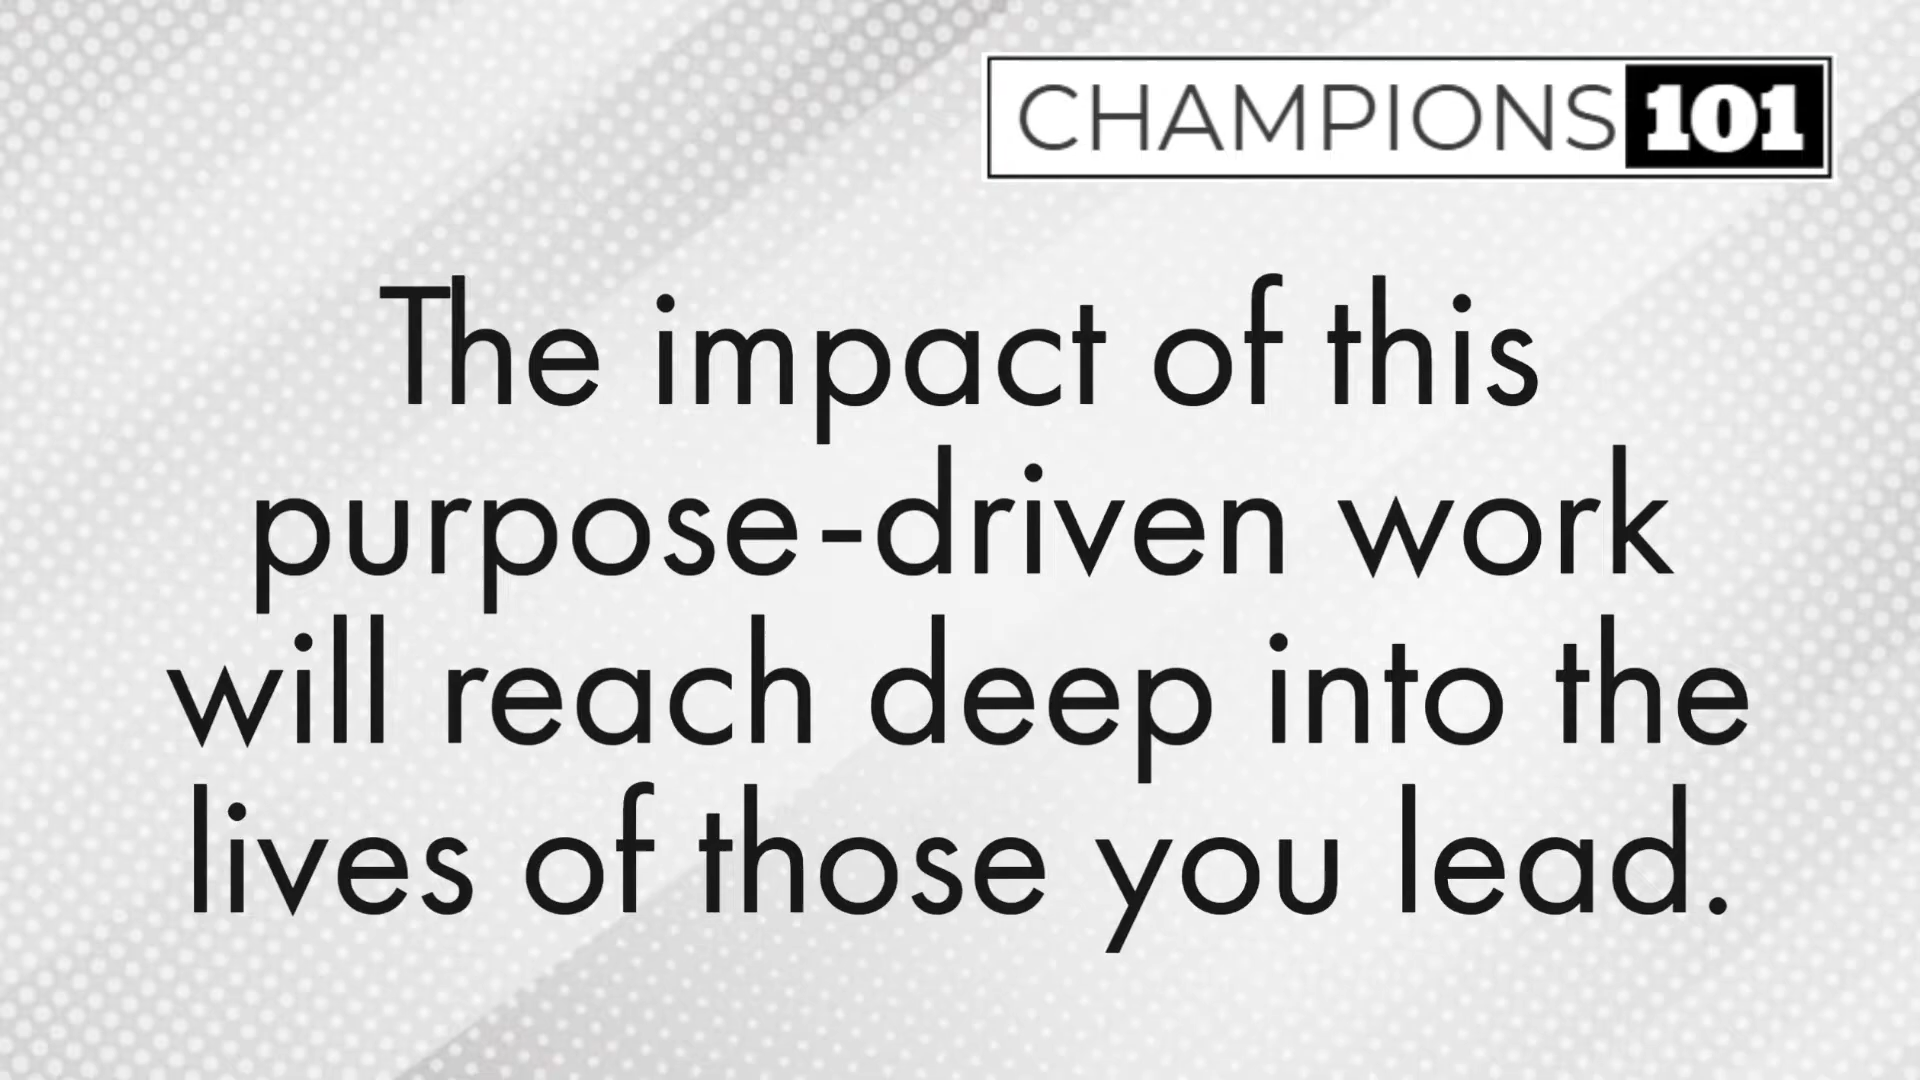 CHAMPIONS 101
The impact of this
purpose-driven work
will reach deep into the
lives of those you lead.